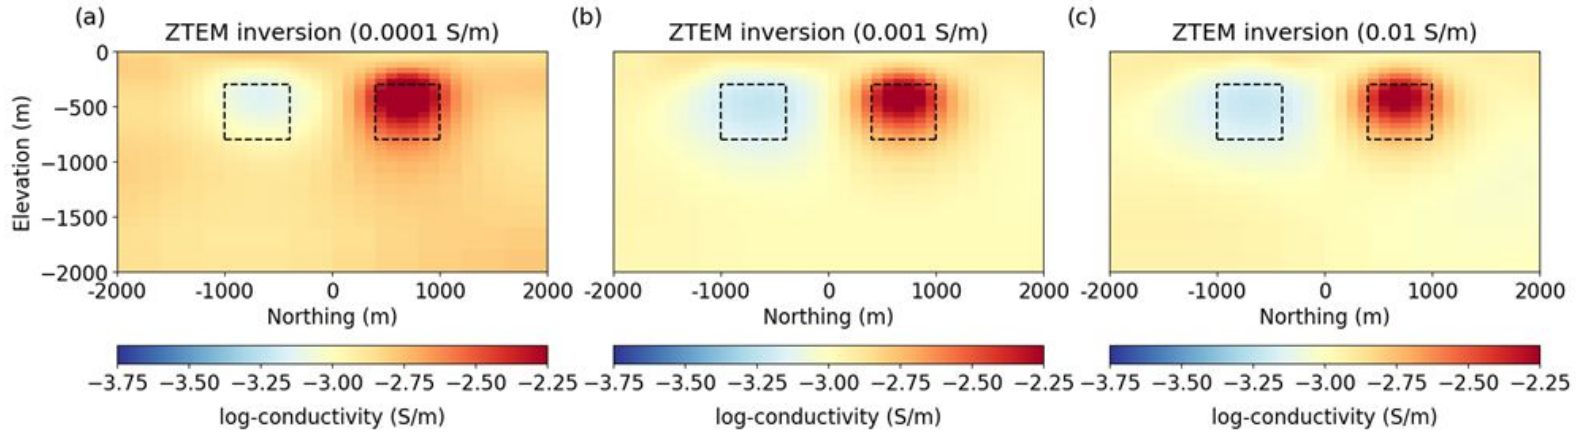 (a)
ZTEM inversion (0.0001 S/m)
0
−500
−1000
−1500
−2000
Elevation (m)
-2000 -1000 0 1000 2000
Northing (m)
−3.75 −3.50 −3.25 −3.00 −2.75 −2.50 −2.25
log-conductivity (S/m)
(b)
ZTEM inversion (0.001 S/m)
-2000 -1000 0 1000 2000
Northing (m)
−3.75 −3.50 −3.25 −3.00 −2.75 −2.50 −2.25
log-conductivity (S/m)
(c)
ZTEM inversion (0.01 S/m)
-2000 -1000 0 1000 2000
Northing (m)
−3.75 −3.50 −3.25 −3.00 −2.75 −2.50 −2.25
log-conductivity (S/m)